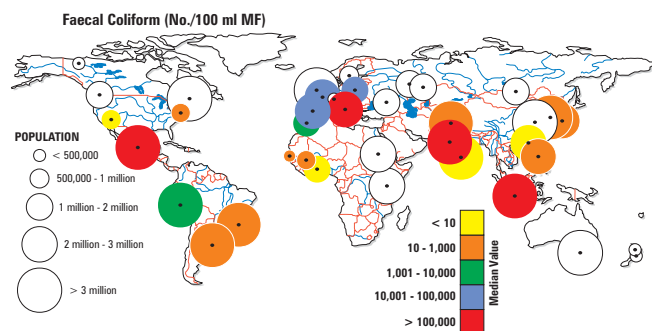 Faecal Coliform (No./100 ml MF)
POPULATION
< 500,000
500,000 - 1 million
1 million - 2 million
2 million - 3 million
> 3 million
< 10
10 - 1,000
1,001 - 10,000
10,001 - 100,000
> 100,000
Median Value